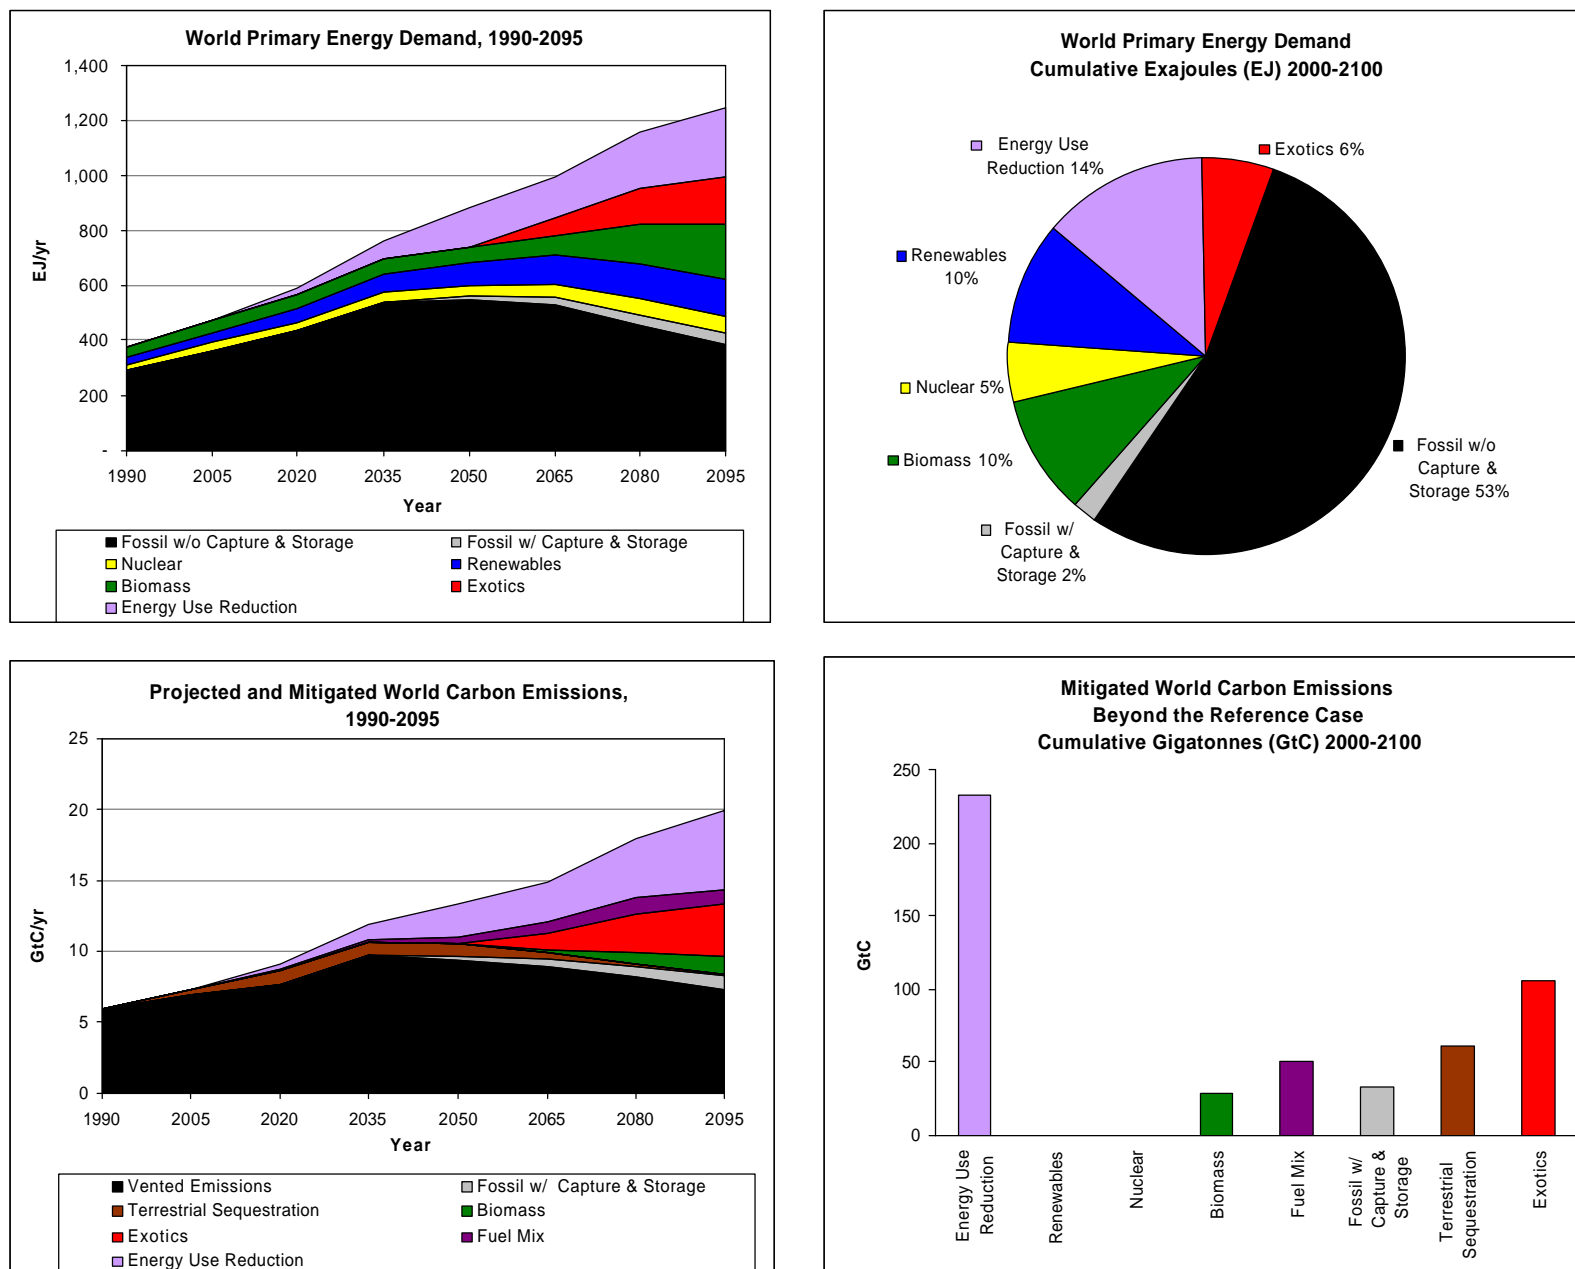 World Primary Energy Demand, 1990-2095
1,400
1,200
1,000
800
600
400
200
-
EJ/yr
1990 2005 2020 2035 2050 2065 2080 2095
Year
Fossil w/o Capture & Storage Fossil w/ Capture & Storage
Nuclear Renewables
Biomass Exotics
Energy Use Reduction
World Primary Energy Demand
Cumulative Exajoules (EJ) 2000-2100
Energy Use
Reduction 14%
Exotics 6%
Renewables
10%
Nuclear 5%
Biomass 10%
Fossil w/
Capture &
Storage 2%
Fossil w/o
Capture &
Storage 53%
Projected and Mitigated World Carbon Emissions,
1990-2095
25
20
15
10
5
0
GtC/yr
1990 2005 2020 2035 2050 2065 2080 2095
Year
Vented Emissions Fossil w/ Capture & Storage
Terrestrial Sequestration Biomass
Exotics Fuel Mix
Energy Use Reduction
Mitigated World Carbon Emissions
Beyond the Reference Case
Cumulative Gigatonnes (GtC) 2000-2100
250
200
150
100
50
0
GtC
Energy Use
Reduction
Renewables
Nuclear
Biomass
Fuel Mix
Fossil w/
Capture &
Storage
Terrestrial
Sequestration
Exotics